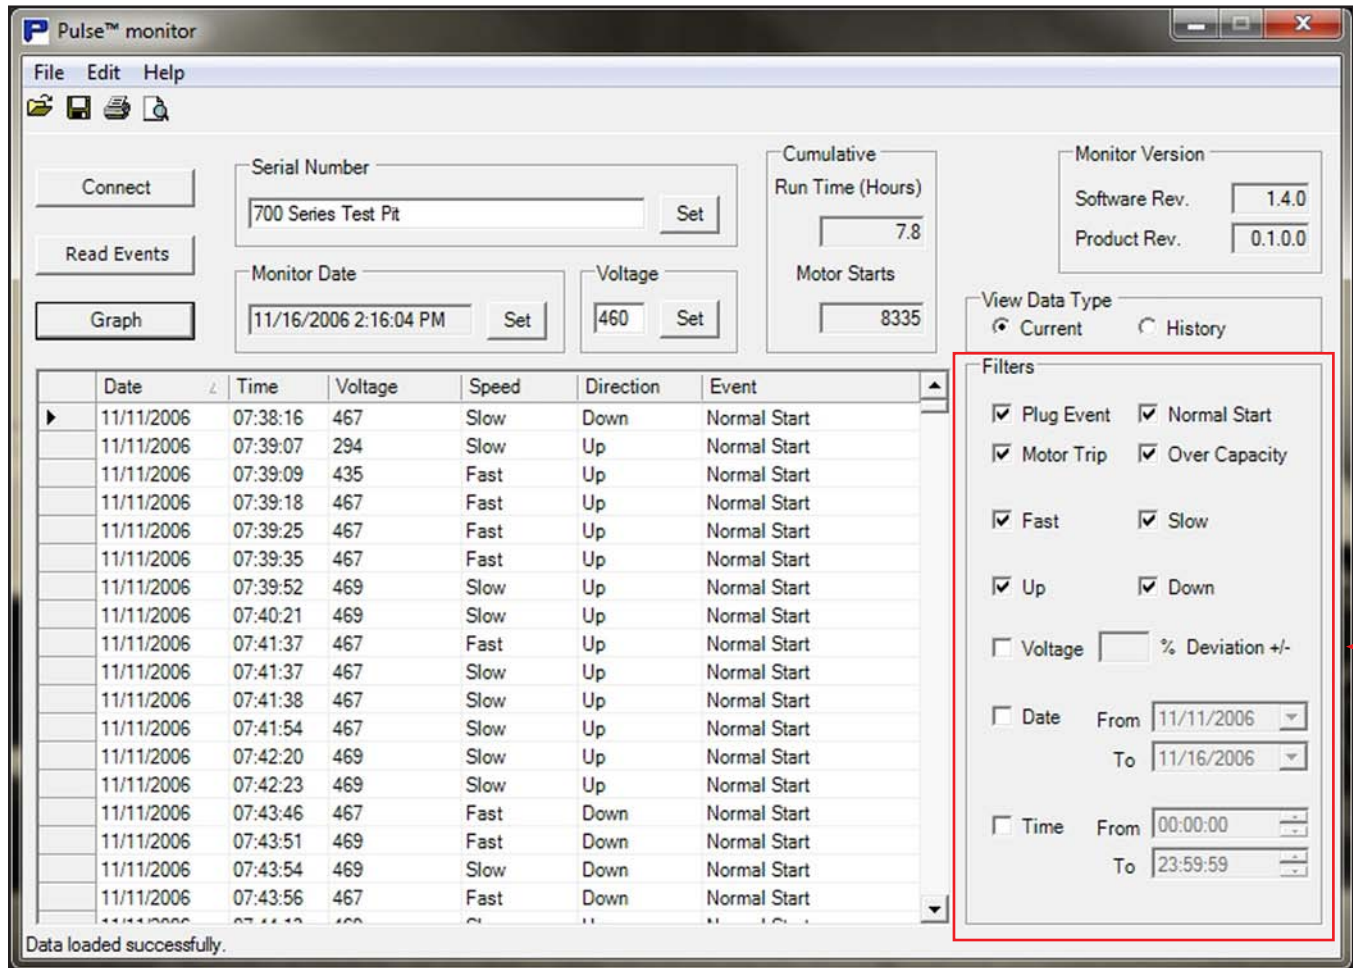 Pulse™ monitor
File Edit Help
Connect
Read Events
Graph
Serial Number
700 Series Test Pit Set
Monitor Date
11/16/2006 2:16:04 PM Set
Voltage
460 Set
Cumulative
Run Time (Hours)
7.8
Motor Starts
8335
Monitor Version
Software Rev. 1.4.0
Product Rev. 0.1.0.0
View Data Type
Current History
Date Time Voltage Speed Direction Event
11/11/2006 07:38:16 467 Slow Down Normal Start
11/11/2006 07:39:07 294 Slow Up Normal Start
11/11/2006 07:39:09 435 Fast Up Normal Start
11/11/2006 07:39:18 467 Fast Up Normal Start
11/11/2006 07:39:25 467 Fast Up Normal Start
11/11/2006 07:39:35 467 Fast Up Normal Start
11/11/2006 07:39:52 469 Slow Up Normal Start
11/11/2006 07:40:21 469 Slow Up Normal Start
11/11/2006 07:41:37 467 Fast Up Normal Start
11/11/2006 07:41:37 467 Slow Up Normal Start
11/11/2006 07:41:38 467 Slow Up Normal Start
11/11/2006 07:41:54 467 Slow Up Normal Start
11/11/2006 07:42:20 469 Slow Up Normal Start
11/11/2006 07:42:23 469 Slow Up Normal Start
11/11/2006 07:43:46 467 Fast Down Normal Start
11/11/2006 07:43:51 469 Fast Down Normal Start
11/11/2006 07:43:54 469 Slow Down Normal Start
11/11/2006 07:43:56 467 Fast Down Normal Start
Filters
Plug Event Normal Start
Motor Trip Over Capacity
Fast Slow
Up Down
Voltage % Deviation +/-
Date From 11/11/2006
To 11/16/2006
Time From 00:00:00
To 23:59:59
Data loaded successfully.